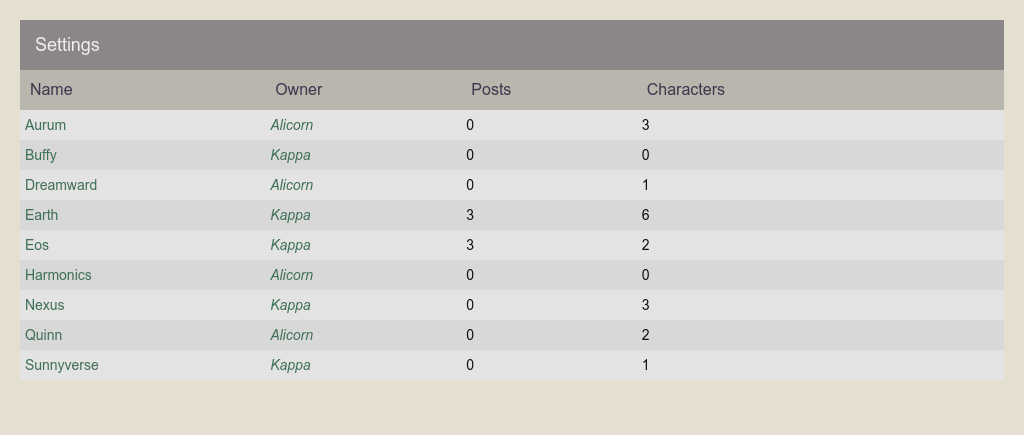 Settings
Name Owner Posts Characters
Aurum Alicorn 0 3
Buffy Kappa 0 0
Dreamward Alicorn 0 1
Earth Kappa 3 6
Eos Kappa 3 2
Harmonics Alicorn 0 0
Nexus Kappa 0 3
Quinn Alicorn 0 2
Sunnyverse Kappa 0 1